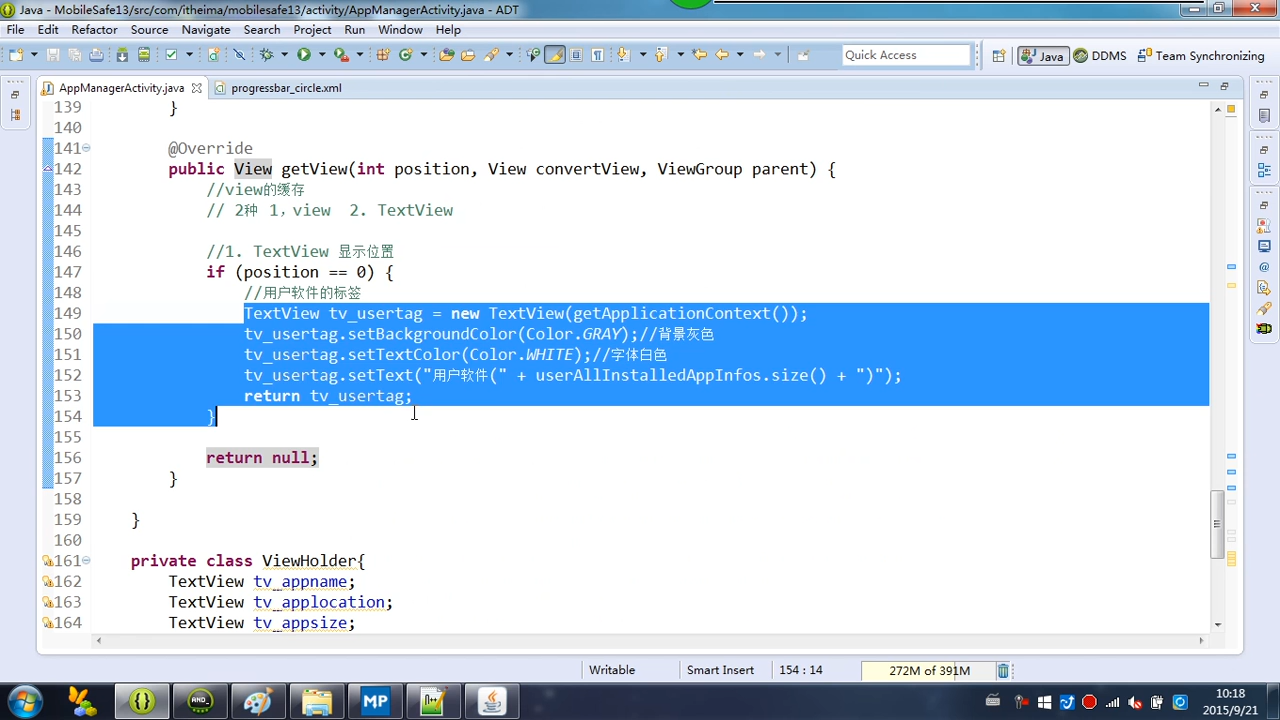 Java - MobileSafe13/src/com/itheima/mobilesafe13/activity/AppManagerActivity.java - ADT
File Edit Refactor Source Navigate Search Project Run Window Help
Quick Access
Java
DDMS
Team Synchronizing
AppManagerActivity.java
progressbar_circle.xml
139 }
140
141 @Override
142 public View getView(int position, View convertView, ViewGroup parent) {
143 //view的缓存
144 // 2种 1，view 2. TextView
145
146 //1. TextView 显示位置
147 if (position == 0) {
148 //用户软件的标签
149 TextView tv_usertag = new TextView(getApplicationContext());
150 tv_usertag.setBackgroundColor(Color.GRAY);//背景灰色
151 tv_usertag.setTextColor(Color.WHITE);//字体白色
152 tv_usertag.setText("用户软件(" + userAllInstalledAppInfos.size() + ")");
153 return tv_usertag;
154 }
155
156 return null;
157 }
158
159 }
160
161 private class ViewHolder{
162 TextView tv_appname;
163 TextView tv_applocation;
164 TextView tv_appsize;
Writable
Smart Insert
154 : 14
272M of 391M
MP
10:18
2015/9/21